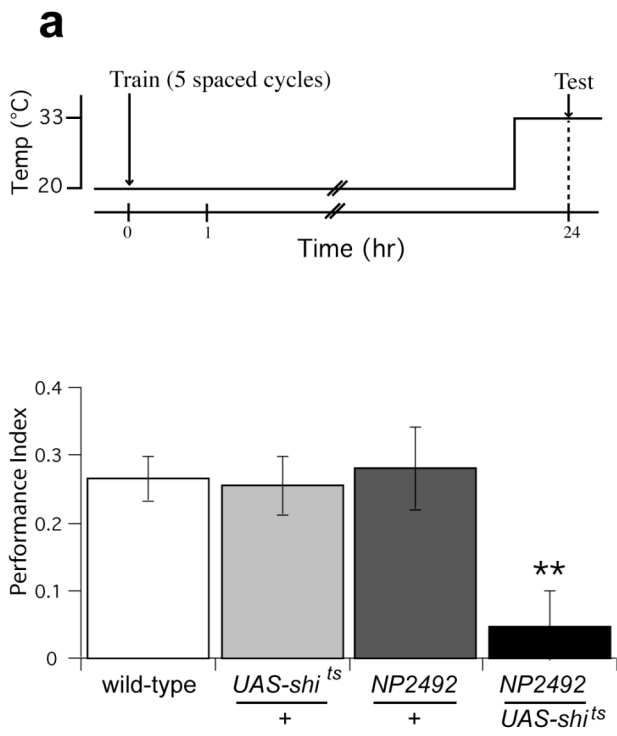 a
Train (5 spaced cycles)
Test
Temp (°C)
33
20
0
1
24
Time (hr)
Performance Index
0.4
0.3
0.2
0.1
0
**
wild-type
UAS-shi ts
+
NP2492
+
NP2492
UAS-shi ts